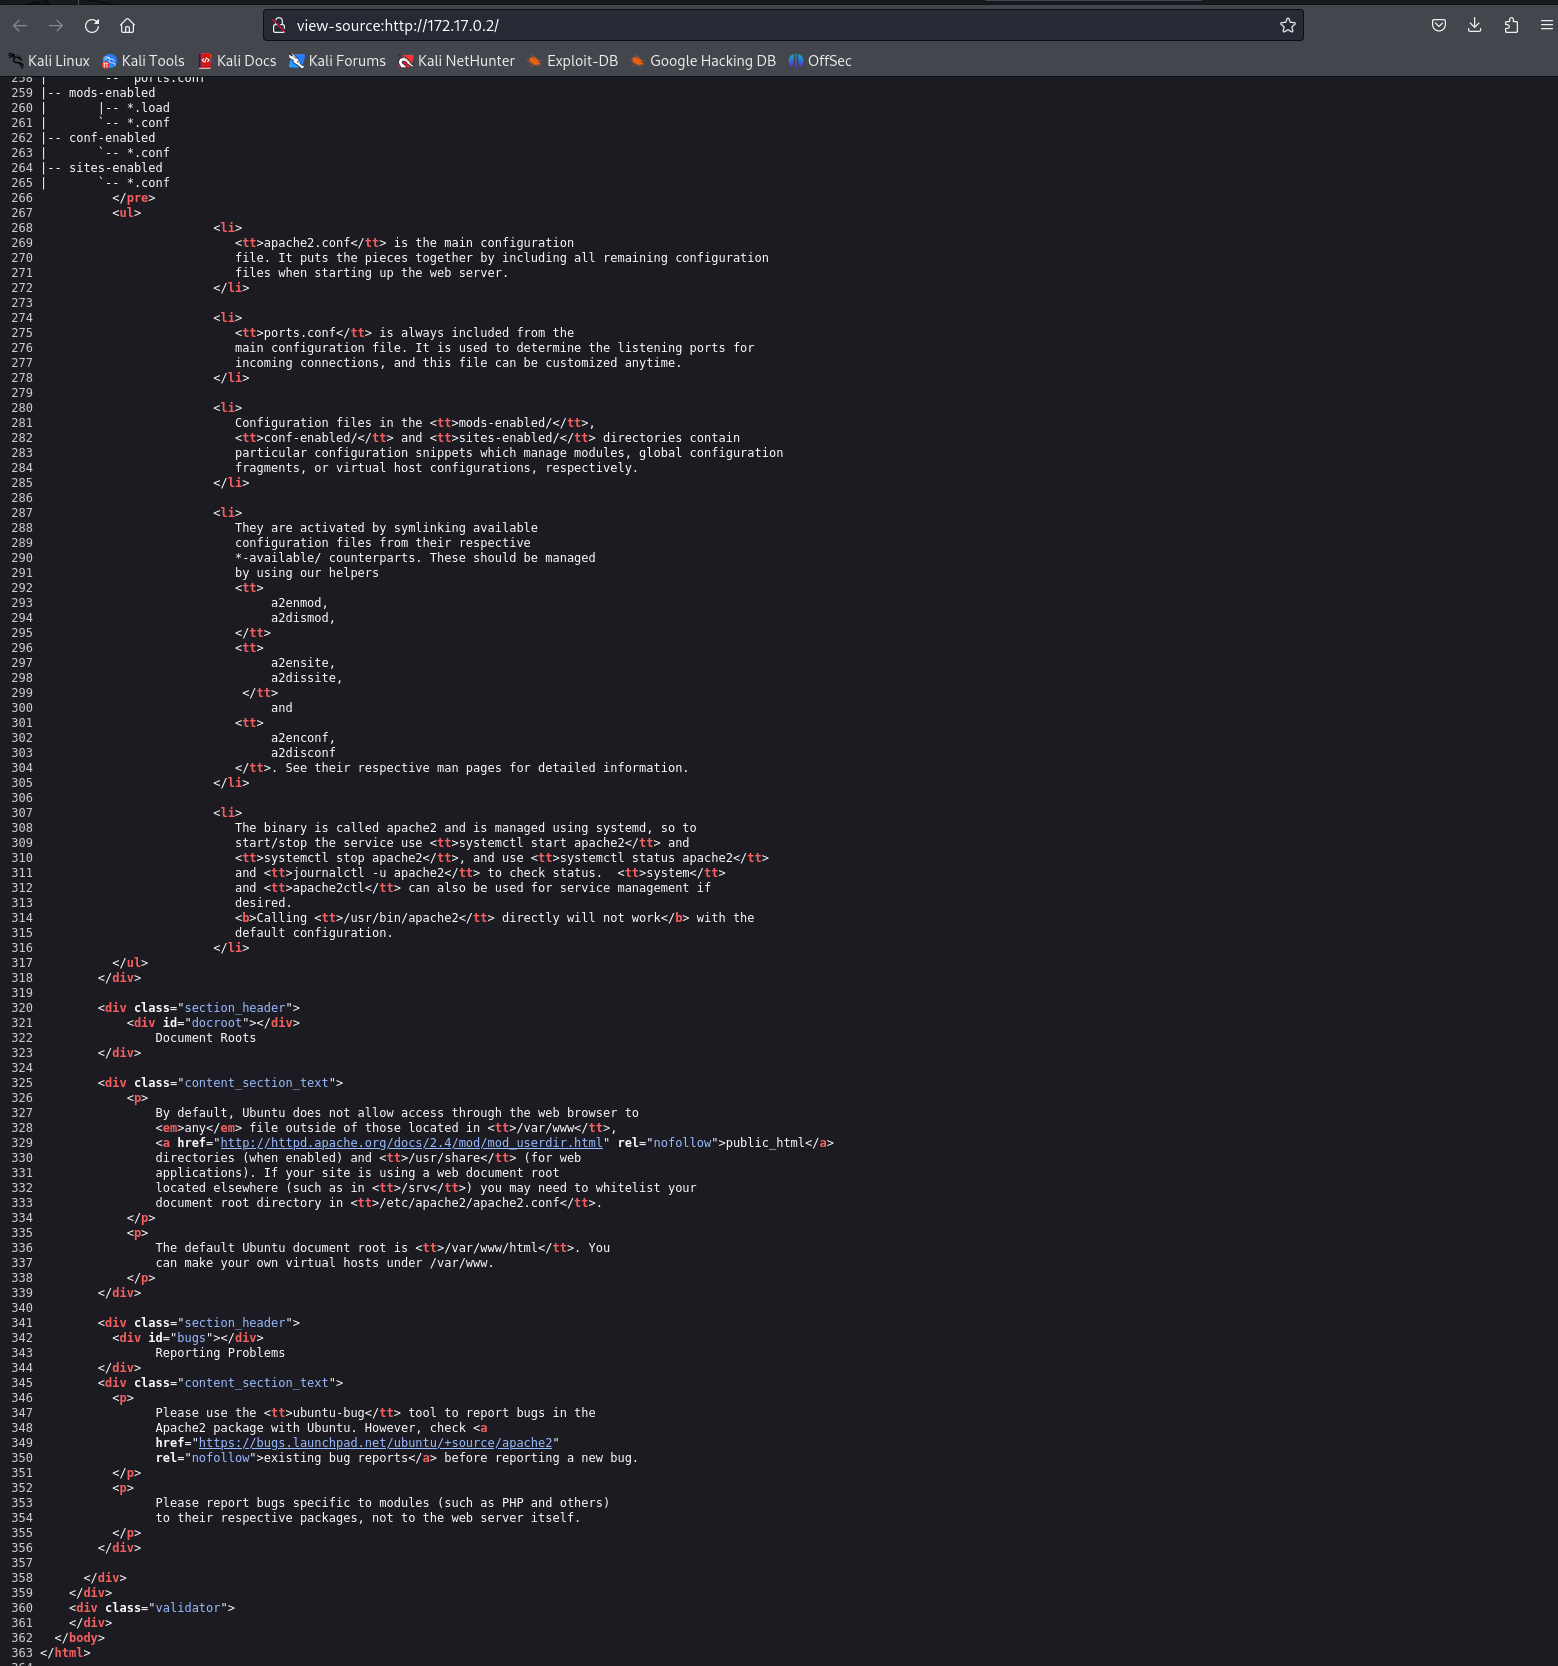 view-source:http://172.17.0.2/
Kali Linux Kali Tools Kali Docs Kali Forums Kali NetHunter Exploit-DB Google Hacking DB OffSec
258 | `-- ports.conf
259 |-- mods-enabled
260 | |-- *.load
261 | `-- *.conf
262 |-- conf-enabled
263 | `-- *.conf
264 |-- sites-enabled
265 | `-- *.conf
266 </pre>
267 <ul>
268 <li>
269 <tt>apache2.conf</tt> is the main configuration
270 file. It puts the pieces together by including all remaining configuration
271 files when starting up the web server.
272 </li>
273
274 <li>
275 <tt>ports.conf</tt> is always included from the
276 main configuration file. It is used to determine the listening ports for
277 incoming connections, and this file can be customized anytime.
278 </li>
279
280 <li>
281 Configuration files in the <tt>mods-enabled/</tt>,
282 <tt>conf-enabled/</tt> and <tt>sites-enabled/</tt> directories contain
283 particular configuration snippets which manage modules, global configuration
284 fragments, or virtual host configurations, respectively.
285 </li>
286
287 <li>
288 They are activated by symlinking available
289 configuration files from their respective
290 *-available/ counterparts. These should be managed
291 by using our helpers
292 <tt>
293 a2enmod,
294 a2dismod,
295 </tt>
296 <tt>
297 a2ensite,
298 a2dissite,
299 </tt>
300 and
301 <tt>
302 a2enconf,
303 a2disconf
304 </tt>. See their respective man pages for detailed information.
305 </li>
306
307 <li>
308 The binary is called apache2 and is managed using systemd, so to
309 start/stop the service use <tt>systemctl start apache2</tt> and
310 <tt>systemctl stop apache2</tt>, and use <tt>systemctl status apache2</tt>
311 and <tt>journalctl -u apache2</tt> to check status. <tt>system</tt>
312 and <tt>apache2ctl</tt> can also be used for service management if
313 desired.
314 <b>Calling <tt>/usr/bin/apache2</tt> directly will not work</b> with the
315 default configuration.
316 </li>
317 </ul>
318 </div>
319
320 <div class="section_header">
321 <div id="docroot"></div>
322 Document Roots
323 </div>
324
325 <div class="content_section_text">
326 <p>
327 By default, Ubuntu does not allow access through the web browser to
328 <em>any</em> file outside of those located in <tt>/var/www</tt>,
329 <a href="http://httpd.apache.org/docs/2.4/mod/mod_userdir.html" rel="nofollow">public_html</a>
330 directories (when enabled) and <tt>/usr/share</tt> (for web
331 applications). If your site is using a web document root
332 located elsewhere (such as in <tt>/srv</tt>) you may need to whitelist your
333 document root directory in <tt>/etc/apache2/apache2.conf</tt>.
334 </p>
335 <p>
336 The default Ubuntu document root is <tt>/var/www/html</tt>. You
337 can make your own virtual hosts under /var/www.
338 </p>
339 </div>
340
341 <div class="section_header">
342 <div id="bugs"></div>
343 Reporting Problems
344 </div>
345 <div class="content_section_text">
346 <p>
347 Please use the <tt>ubuntu-bug</tt> tool to report bugs in the
348 Apache2 package with Ubuntu. However, check <a
349 href="https://bugs.launchpad.net/ubuntu/+source/apache2"
350 rel="nofollow">existing bug reports</a> before reporting a new bug.
351 </p>
352 <p>
353 Please report bugs specific to modules (such as PHP and others)
354 to their respective packages, not to the web server itself.
355 </p>
356 </div>
357
358 </div>
359 </div>
360 <div class="validator">
361 </div>
362 </body>
363 </html>
364